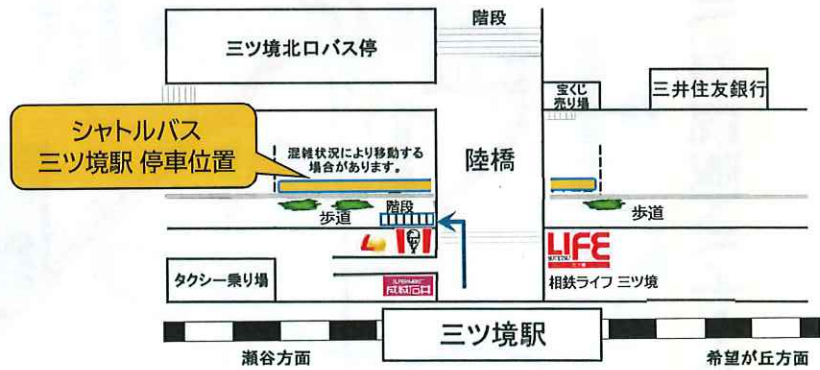 階段
三ツ境北口バス停
宝くじ
売り場
三井住友銀行
シャトルバス
三ツ境駅 停車位置
混雑状況により移動する
場合があります。
陸橋
階段
歩道
歩道
LIFE
相鉄ライフ 三ツ境
タクシー乗り場
成城石井
三ツ境駅
瀬谷方面
希望が丘方面